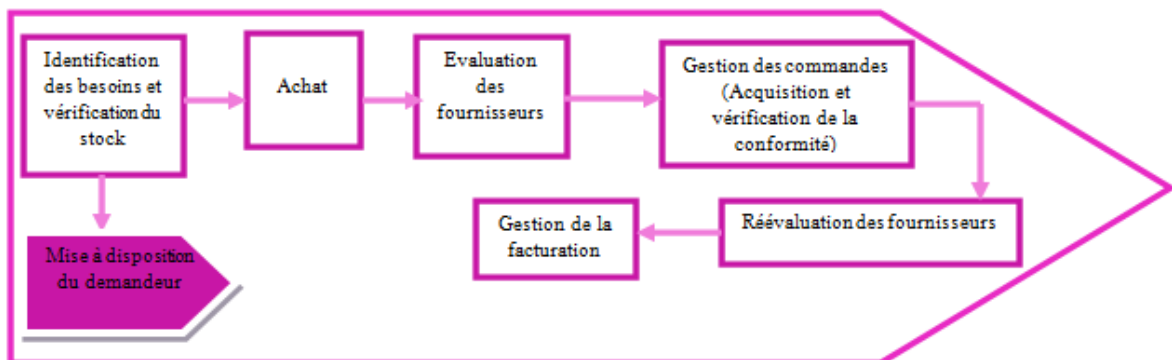 Identification
des besoins et
vérification du
stock
Achat
Evaluation
des
fournisseurs
Gestion des commandes
(Acquisition et
vérification de la
conformité)
Réévaluation des fournisseurs
Gestion de la
facturation
Mise à disposition
du demandeur